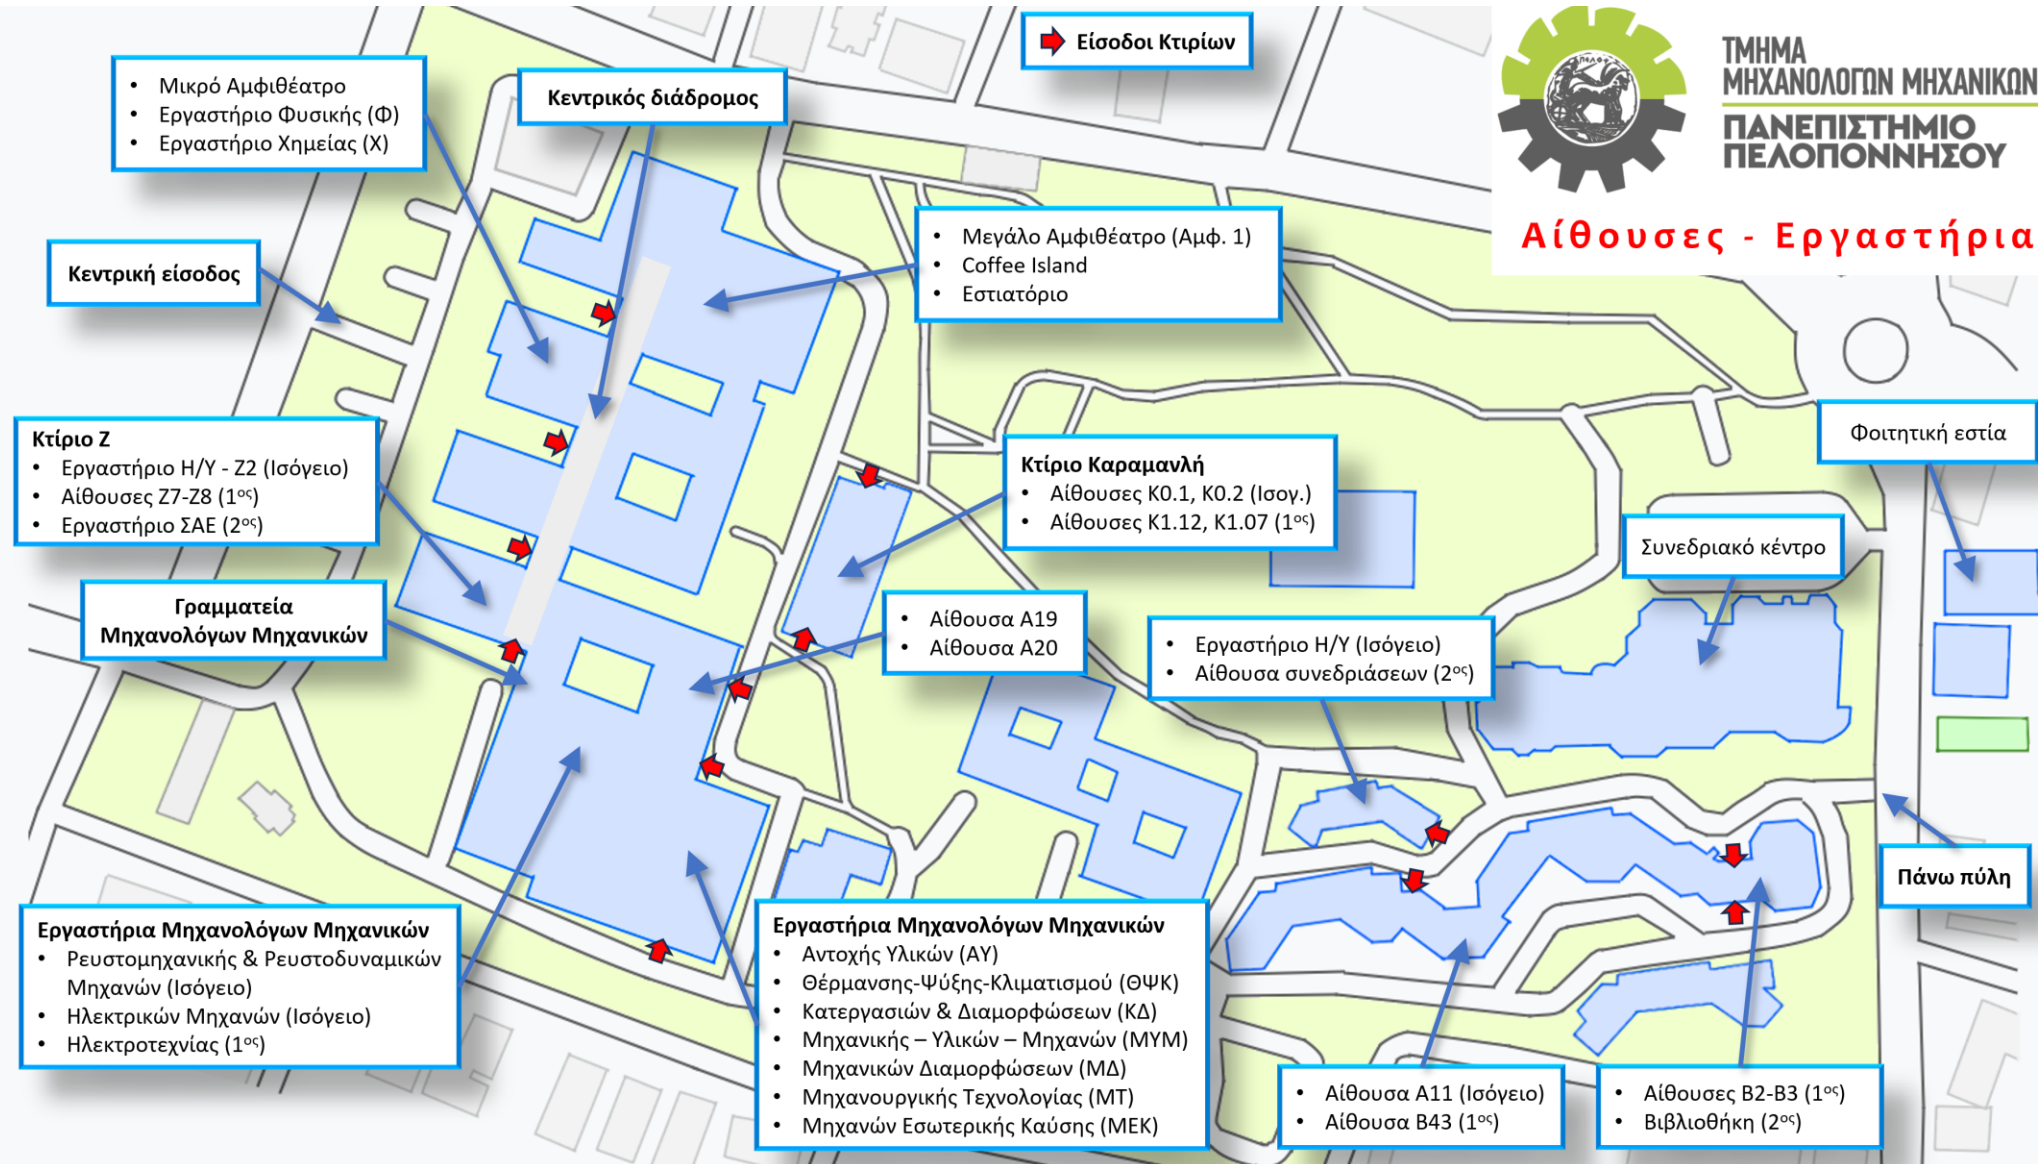 Είσοδοι Κτιρίων
ΤΜΗΜΑ
ΜΗΧΑΝΟΛΟΓΩΝ ΜΗΧΑΝΙΚΩΝ
ΠΑΝΕΠΙΣΤΗΜΙΟ
ΠΕΛΟΠΟΝΝΗΣΟΥ
Αίθουσες - Εργαστήρια
• Μικρό Αμφιθέατρο
• Εργαστήριο Φυσικής (Φ)
• Εργαστήριο Χημείας (Χ)
Κεντρικός διάδρομος
Κεντρική είσοδος
• Μεγάλο Αμφιθέατρο (Αμφ. 1)
• Coffee Island
• Εστιατόριο
Κτίριο Ζ
• Εργαστήριο Η/Υ - Ζ2 (Ισόγειο)
• Αίθουσες Ζ7-Ζ8 (1ος)
• Εργαστήριο ΣΑΕ (2ος)
Κτίριο Καραμανλή
• Αίθουσες Κ0.1, Κ0.2 (Ισογ.)
• Αίθουσες Κ1.12, Κ1.07 (1ος)
Φοιτητική εστία
Συνεδριακό κέντρο
Γραμματεία
Μηχανολόγων Μηχανικών
• Αίθουσα Α19
• Αίθουσα Α20
• Εργαστήριο Η/Υ (Ισόγειο)
• Αίθουσα συνεδριάσεων (2ος)
Πάνω πύλη
Εργαστήρια Μηχανολόγων Μηχανικών
• Ρευστομηχανικής & Ρευστοδυναμικών
Μηχανών (Ισόγειο)
• Ηλεκτρικών Μηχανών (Ισόγειο)
• Ηλεκτροτεχνίας (1ος)
Εργαστήρια Μηχανολόγων Μηχανικών
• Αντοχής Υλικών (ΑΥ)
• Θέρμανσης-Ψύξης-Κλιματισμού (ΘΨΚ)
• Κατεργασιών & Διαμορφώσεων (ΚΔ)
• Μηχανικής – Υλικών – Μηχανών (ΜΥΜ)
• Μηχανικών Διαμορφώσεων (ΜΔ)
• Μηχανουργικής Τεχνολογίας (ΜΤ)
• Μηχανών Εσωτερικής Καύσης (ΜΕΚ)
• Αίθουσα Α11 (Ισόγειο)
• Αίθουσα Β43 (1ος)
• Αίθουσες Β2-Β3 (1ος)
• Βιβλιοθήκη (2ος)